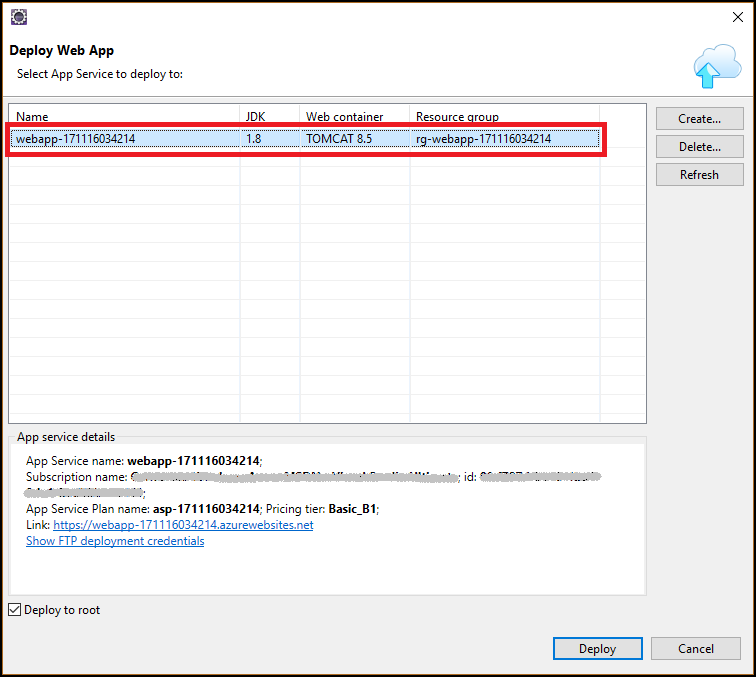 Deploy Web App
Select App Service to deploy to:
Name JDK Web container Resource group
webapp-171116034214 1.8 TOMCAT 8.5 rg-webapp-171116034214
Create...
Delete...
Refresh
App service details
App Service name: webapp-171116034214;
Subscription name: ; id:
;
App Service Plan name: asp-171116034214; Pricing tier: Basic_B1;
Link: https://webapp-171116034214.azurewebsites.net
Show FTP deployment credentials
Deploy to root
Deploy Cancel